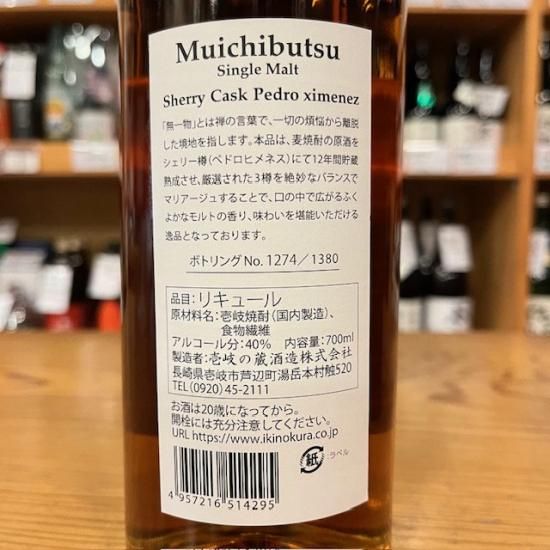 Muichibutsu
Single Malt
Sherry Cask Pedro ximenez
「無一物」とは禅の言葉で、一切の煩悩から離脱
した境地を指します。本品は、麦焼酎の原酒を
シェリー樽(ペドロヒメネス)にて12年間貯蔵
熟成させ、厳選された3樽を絶妙なバランスで
マリアージュすることで、口の中で広がるふく
よかなモルトの香り、味わいを堪能いただける
逸品となっております。
ボトリングNo. 1274/1380
品目:リキュール
原材料名:壱岐焼酎(国内製造)、
食物繊維
アルコール分:40% 内容量:700ml
製造者:壱岐の蔵酒造株式会社
長崎県壱岐市芦辺町湯岳本村触520
TEL(0920)45-2111
お酒は20歳になってから。
開栓には充分注意してください。
URL https://www.ikinokura.co.jp
紙 :ラベル
4 957216 514295